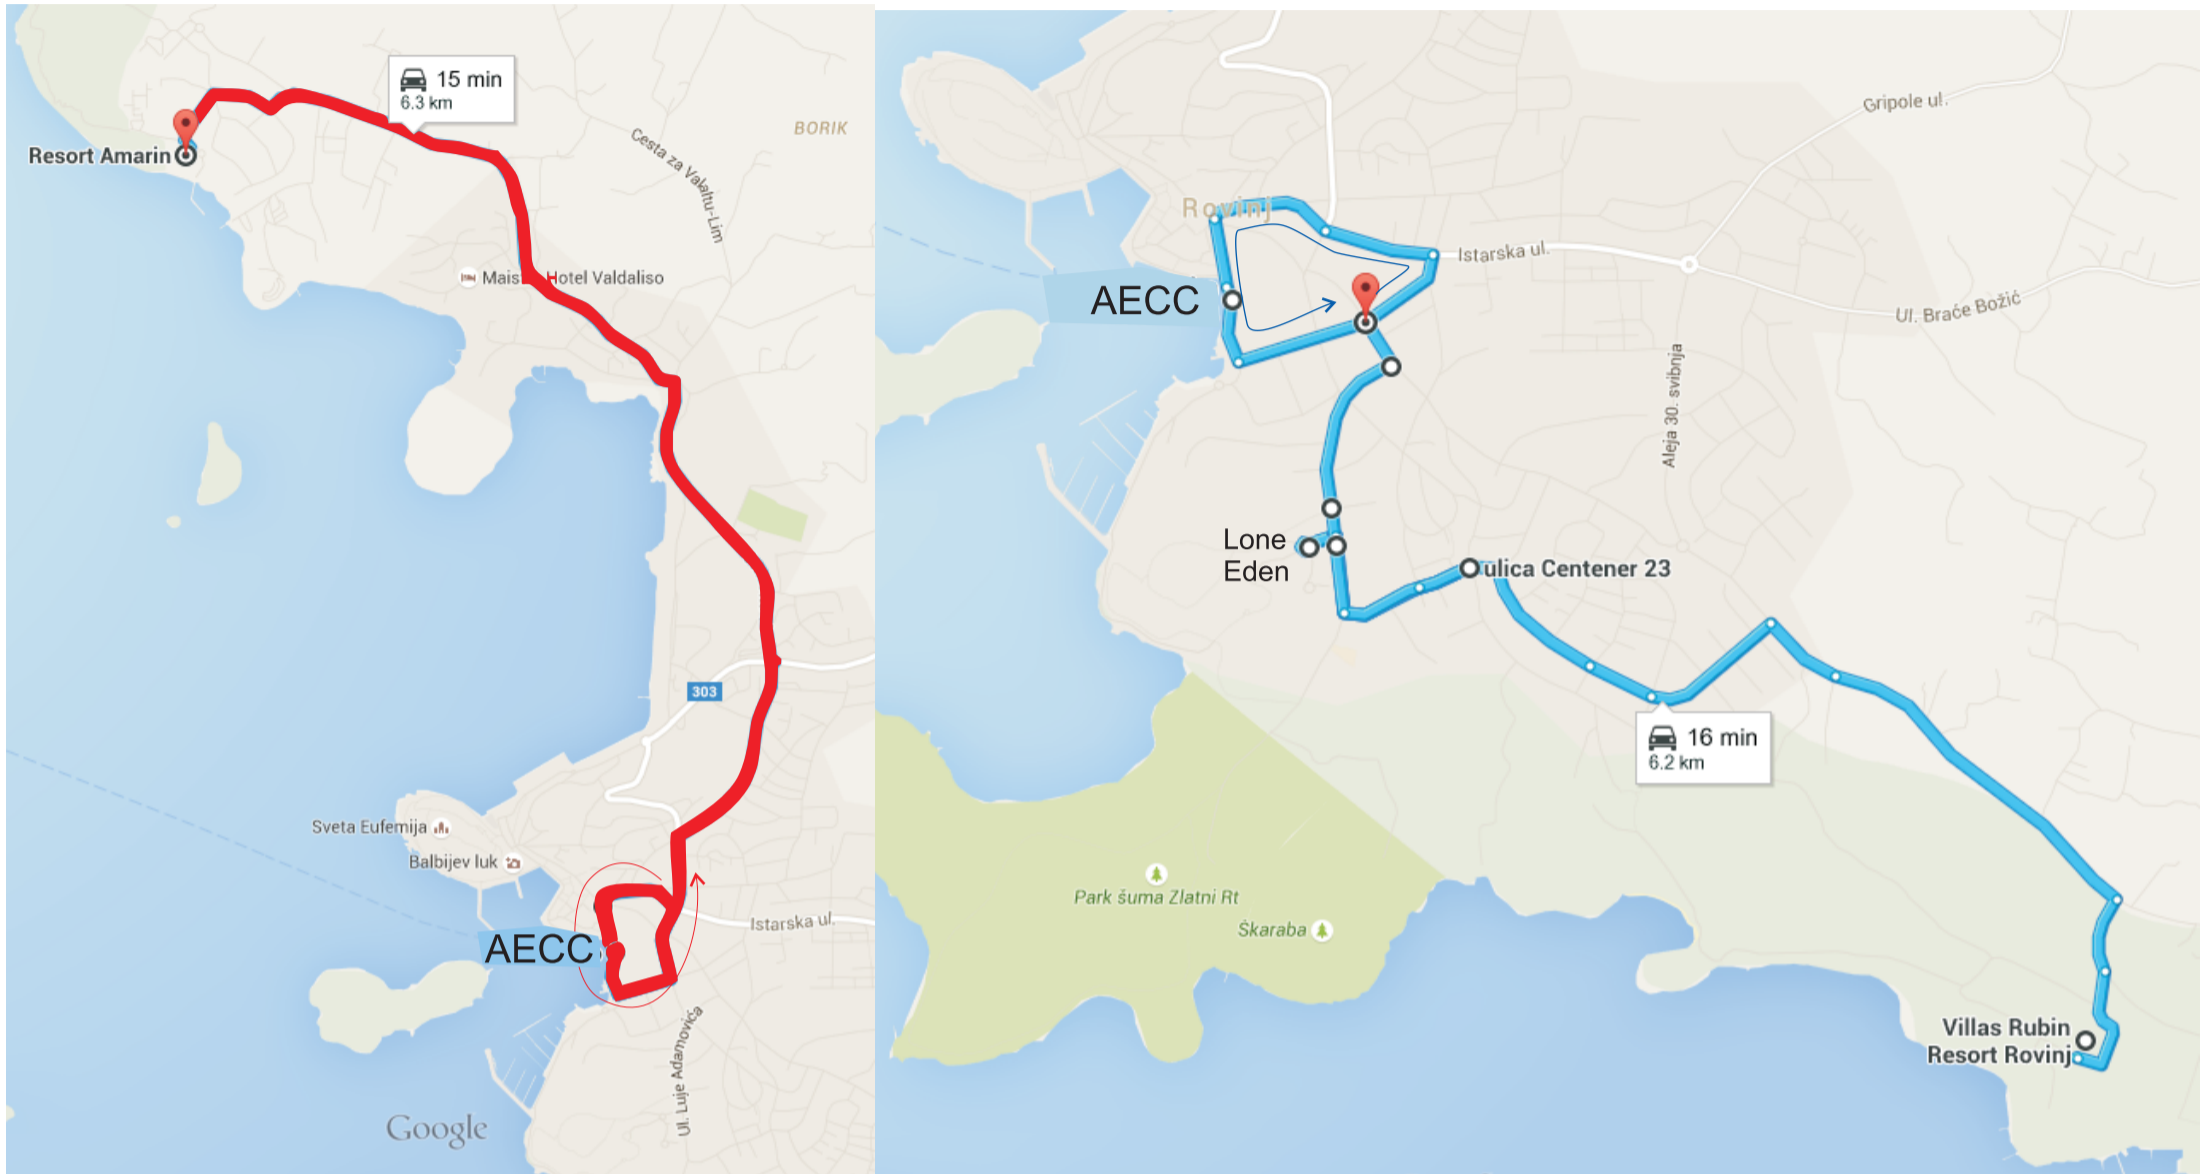 15 min
6.3 km
Resort Amarin
BORIK
Cesta za Valaltu-Lim
Maistra Hotel Valdaliso
303
Sveta Eufemija
Balbijev luk
Istarska ul.
AECC
Ul. Luje Adamovića
Google
Gripole ul.
Rovinj
Istarska ul.
AECC
Ul. Braće Božić
Aleja 30. svibnja
Lone
Eden
ulica Centener 23
16 min
6.2 km
Park šuma Zlatni Rt
Škaraba
Villas Rubin
Resort Rovinj